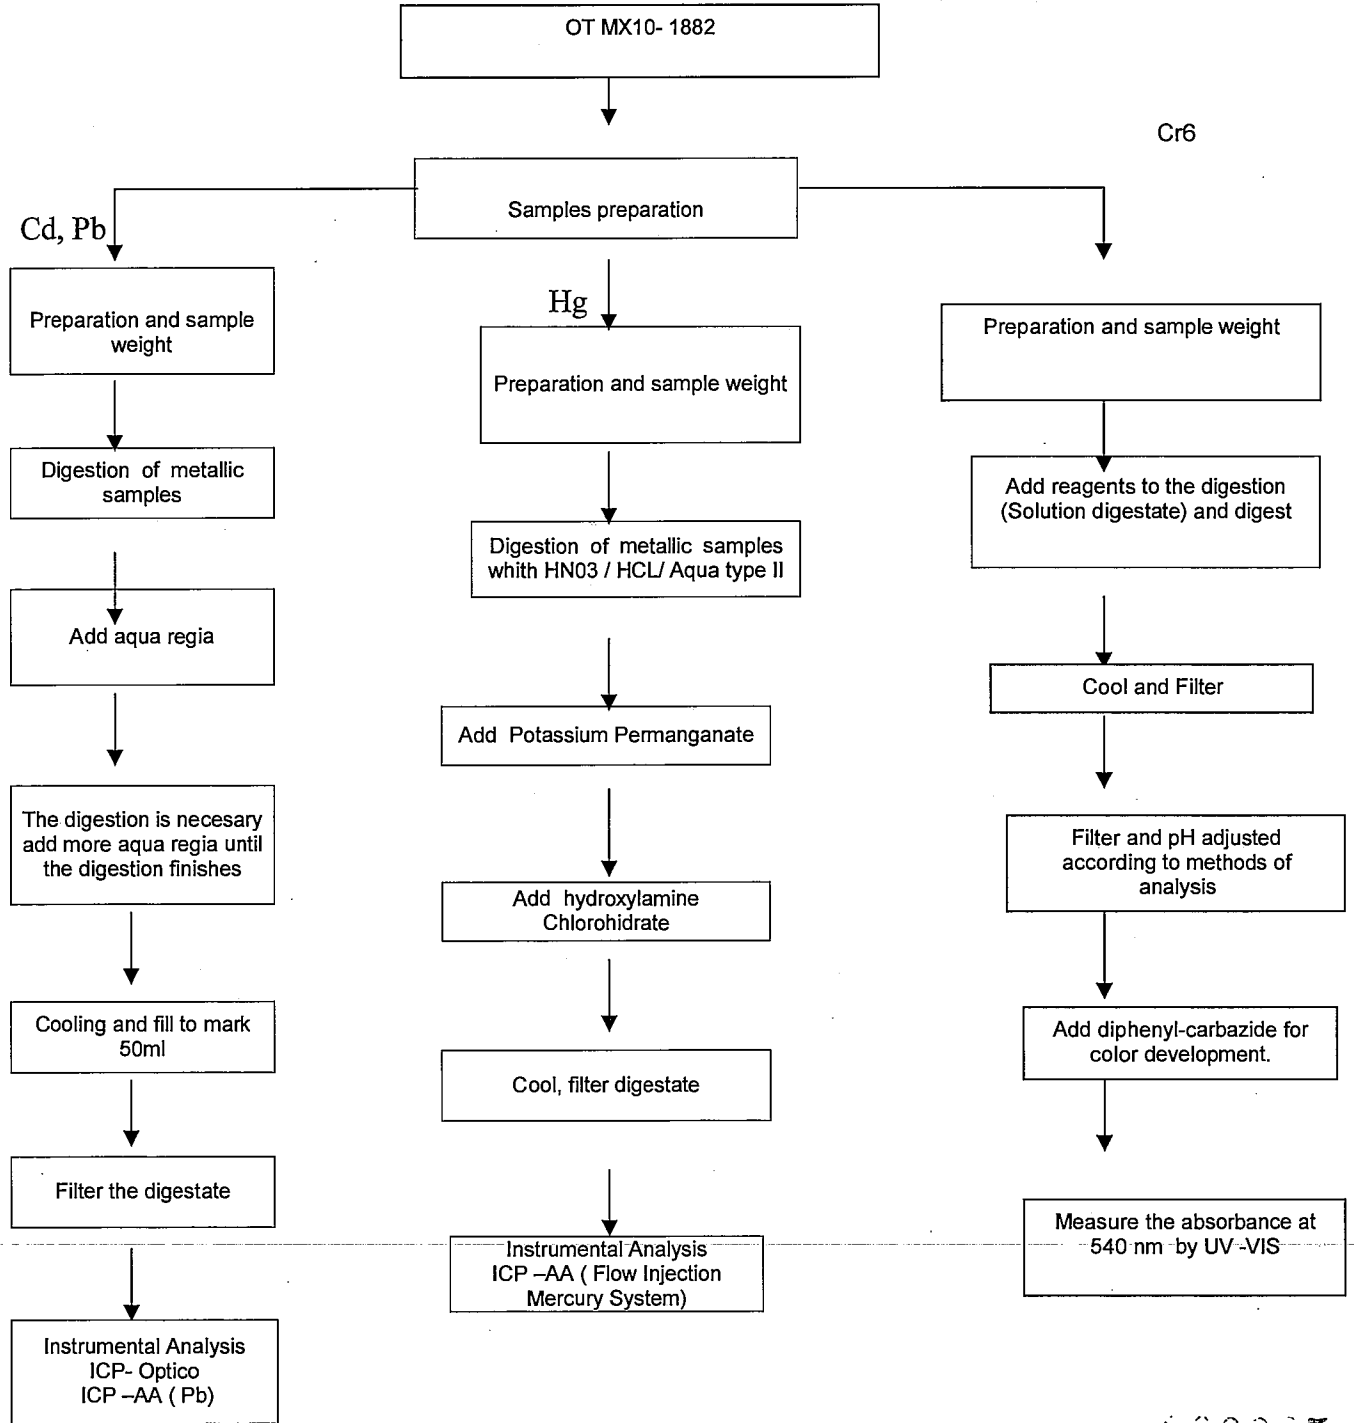 OT MX10- 1882
Samples preparation
Cd, Pb
Preparation and sample
weight
Digestion of metallic
samples
Add aqua regia
The digestion is necesary
add more aqua regia until
the digestion finishes
Cooling and fill to mark
50ml
Filter the digestate
Instrumental Analysis
ICP- Optico
ICP –AA ( Pb)
Hg
Preparation and sample weight
Digestion of metallic samples
whith HN03 / HCL/ Aqua type II
Add Potassium Permanganate
Add hydroxylamine
Chlorohidrate
Cool, filter digestate
Instrumental Analysis
ICP –AA ( Flow Injection
Mercury System)
Cr6
Preparation and sample weight
Add reagents to the digestion
(Solution digestate) and digest
Cool and Filter
Filter and pH adjusted
according to methods of
analysis
Add diphenyl-carbazide for
color development.
Measure the absorbance at
540 nm by UV -VIS